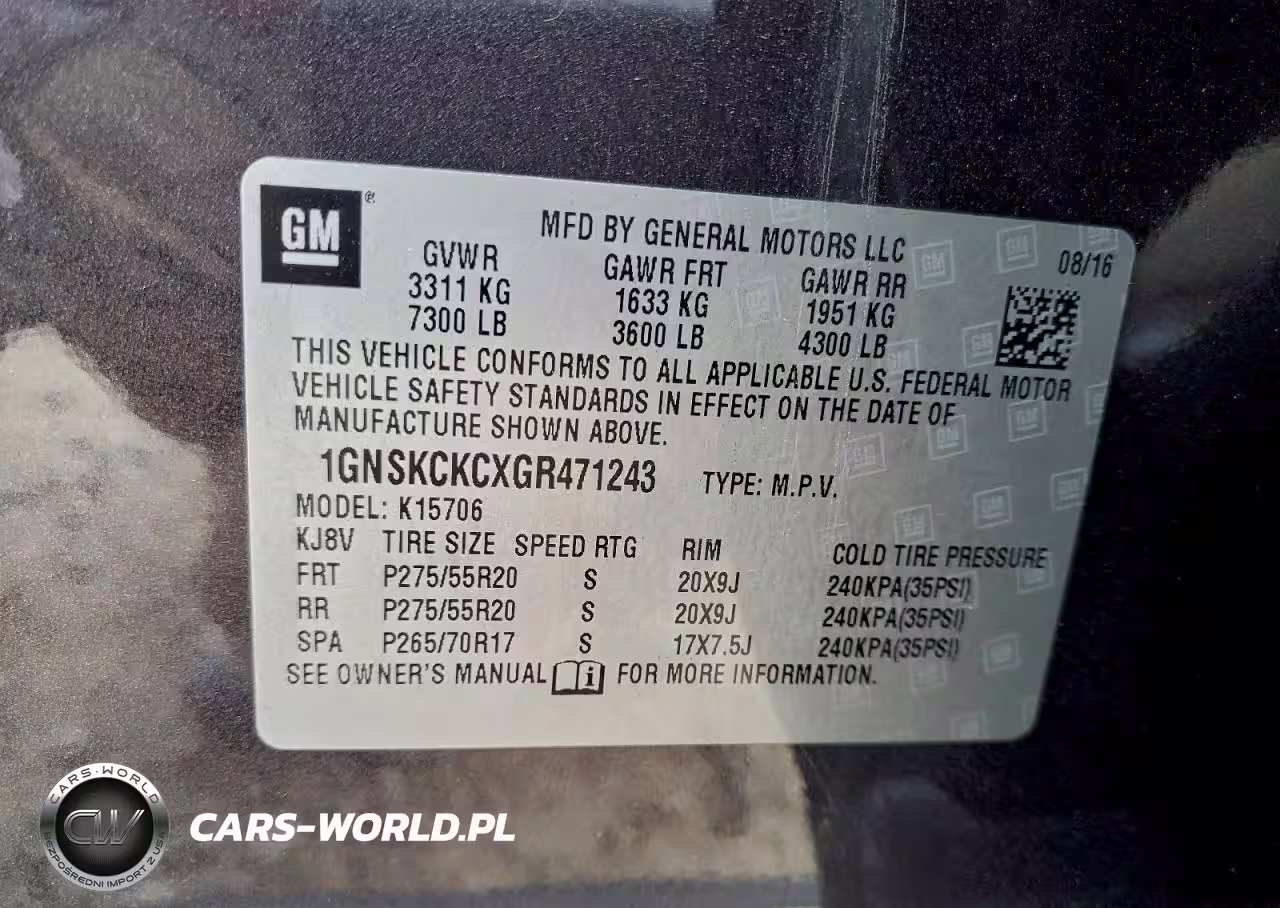 GM
MFD BY GENERAL MOTORS LLC
08/16
GVWR GAWR FRT GAWR RR
3311 KG 1633 KG 1951 KG
7300 LB 3600 LB 4300 LB
THIS VEHICLE CONFORMS TO ALL APPLICABLE U.S. FEDERAL MOTOR
VEHICLE SAFETY STANDARDS IN EFFECT ON THE DATE OF
MANUFACTURE SHOWN ABOVE.
1GNSKCKCXGR471243 TYPE: M.P.V.
MODEL: K15706
KJ8V TIRE SIZE SPEED RTG RIM COLD TIRE PRESSURE
FRT P275/55R20 S 20X9J 240KPA(35PSI)
RR P275/55R20 S 20X9J 240KPA(35PSI)
SPA P265/70R17 S 17X7.5J 240KPA(35PSI)
SEE OWNER'S MANUAL i FOR MORE INFORMATION.
CARS-WORLD
CW
BEZPOŚREDNI IMPORT Z USA
CARS-WORLD.PL